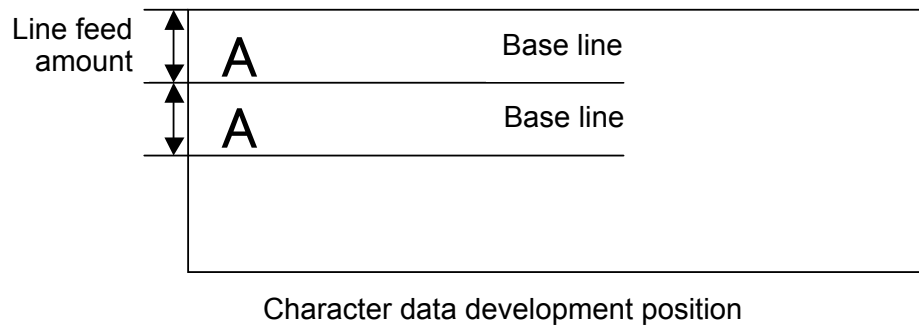 Line feed
amount
A
Base line
A
Base line
Character data development position